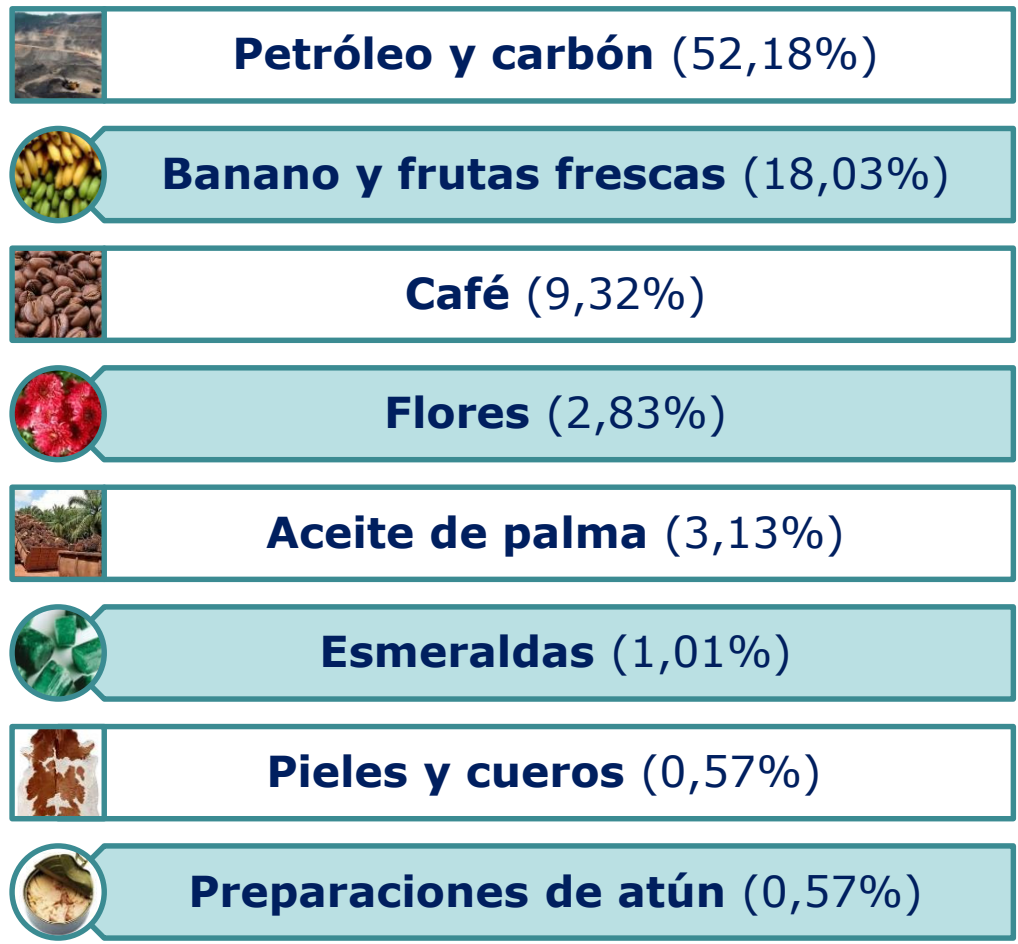 Petróleo y carbón (52,18%)
Banano y frutas frescas (18,03%)
Café (9,32%)
Flores (2,83%)
Aceite de palma (3,13%)
Esmeraldas (1,01%)
Pieles y cueros (0,57%)
Preparaciones de atún (0,57%)